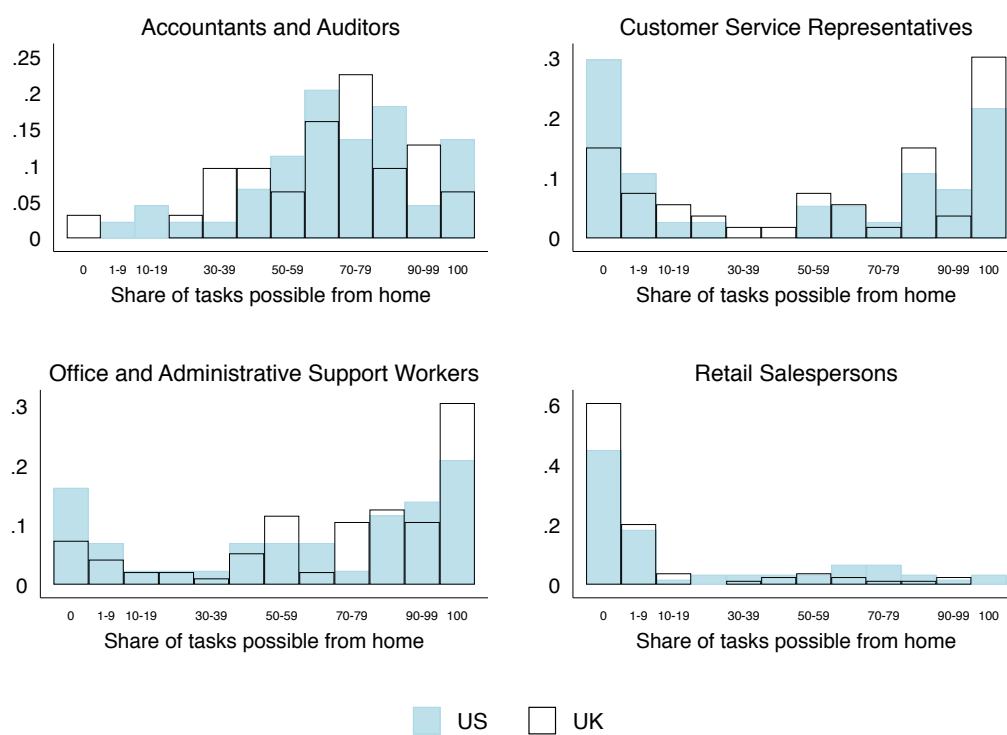 Accountants and Auditors
.25
.2
.15
.1
.05
0
0 1-9 10-19 30-39 50-59 70-79 90-99 100
Share of tasks possible from home
Customer Service Representatives
.3
.2
.1
0
0 1-9 10-19 30-39 50-59 70-79 90-99 100
Share of tasks possible from home
Office and Administrative Support Workers
.3
.2
.1
0
0 1-9 10-19 30-39 50-59 70-79 90-99 100
Share of tasks possible from home
Retail Salespersons
.6
.4
.2
0
0 1-9 10-19 30-39 50-59 70-79 90-99 100
Share of tasks possible from home
US UK